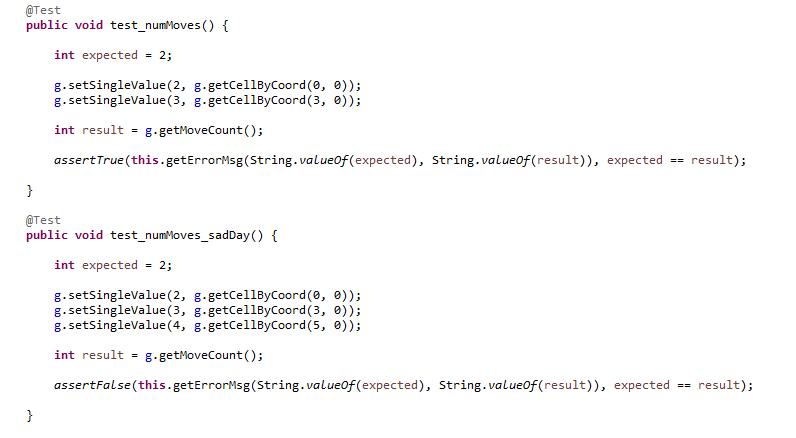 @Test
public void test_numMoves() {
int expected = 2;
g.setSingleValue(2, g.getCellByCoord(0, 0));
g.setSingleValue(3, g.getCellByCoord(3, 0));
int result = g.getMoveCount();
assertTrue(this.getErrorMsg(String.valueOf(expected), String.valueOf(result)), expected == result);
}
@Test
public void test_numMoves_sadDay() {
int expected = 2;
g.setSingleValue(2, g.getCellByCoord(0, 0));
g.setSingleValue(3, g.getCellByCoord(3, 0));
g.setSingleValue(4, g.getCellByCoord(5, 0));
int result = g.getMoveCount();
assertFalse(this.getErrorMsg(String.valueOf(expected), String.valueOf(result)), expected == result);
}